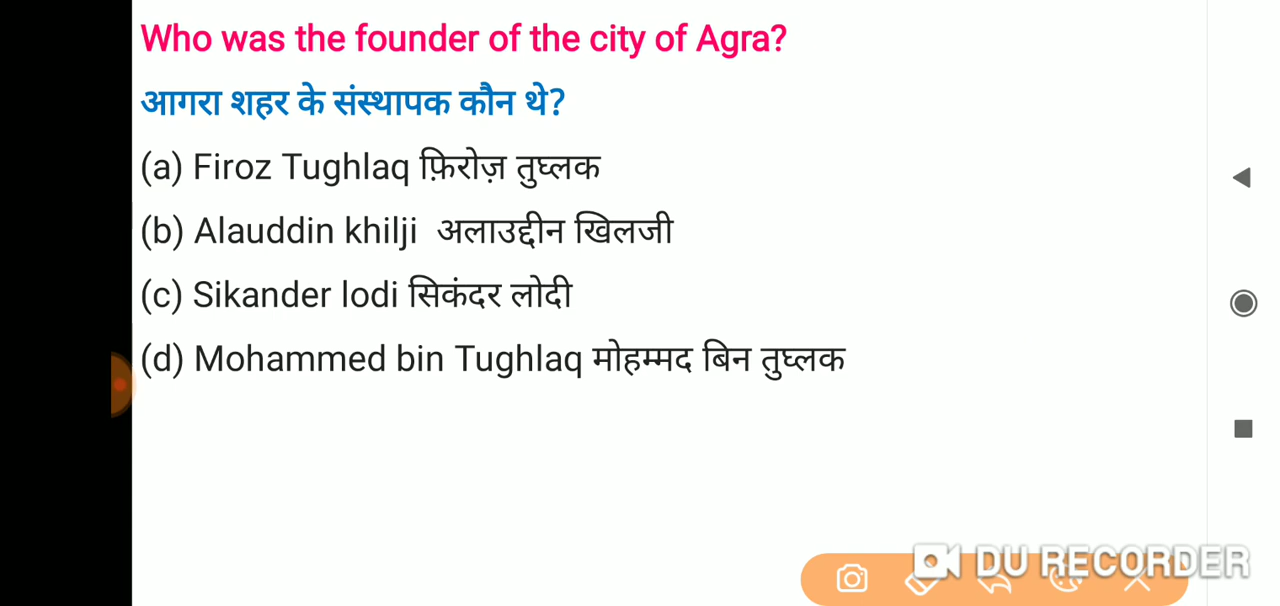 Who was the founder of the city of Agra?
आगरा शहर के संस्थापक कौन थे?
(a) Firoz Tughlaq फ़िरोज़ तुघ्लक
(b) Alauddin khilji अलाउद्दीन खिलजी
(c) Sikander lodi सिकंदर लोदी
(d) Mohammed bin Tughlaq मोहम्मद बिन तुघ्लक
DU RECORDER